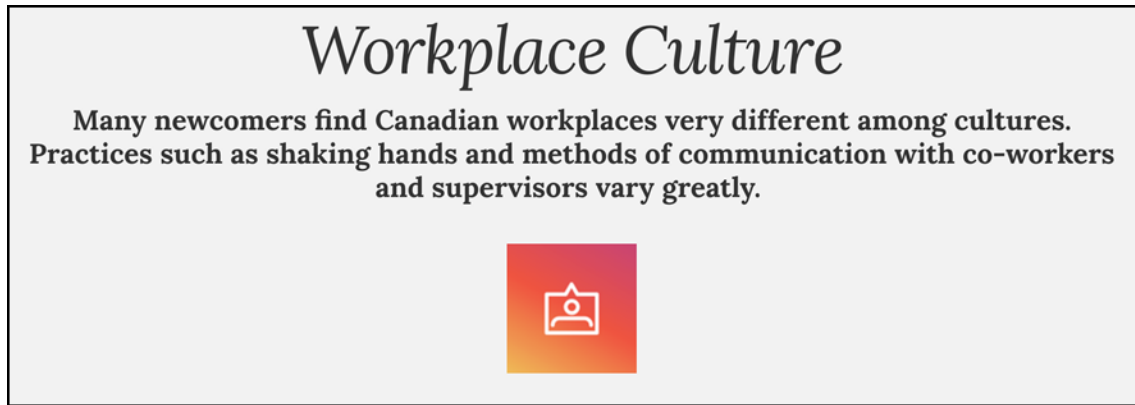 Workplace Culture
Many newcomers find Canadian workplaces very different among cultures.
Practices such as shaking hands and methods of communication with co-workers
and supervisors vary greatly.